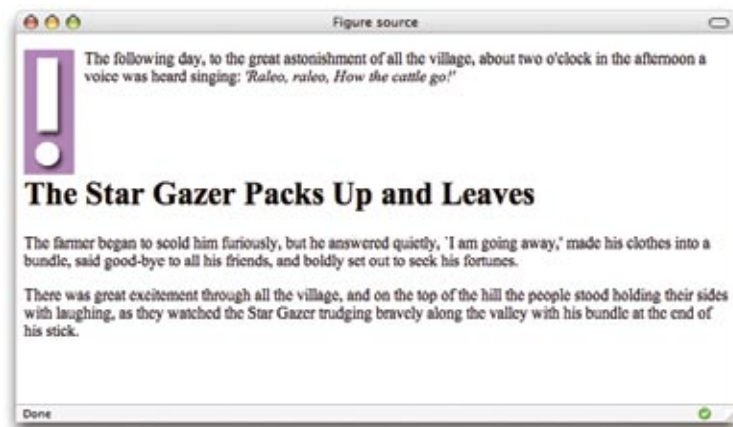 Figure source
The following day, to the great astonishment of all the village, about two o'clock in the afternoon a
voice was heard singing: 'Raleo, raleo, How the cattle go!'
!
The Star Gazer Packs Up and Leaves
The farmer began to scold him furiously, but he answered quietly, `I am going away,' made his clothes into a
bundle, said good-bye to all his friends, and boldly set out to seek his fortunes.
There was great excitement through all the village, and on the top of the hill the people stood holding their sides
with laughing, as they watched the Star Gazer trudging bravely along the valley with his bundle at the end of
his stick.
Done